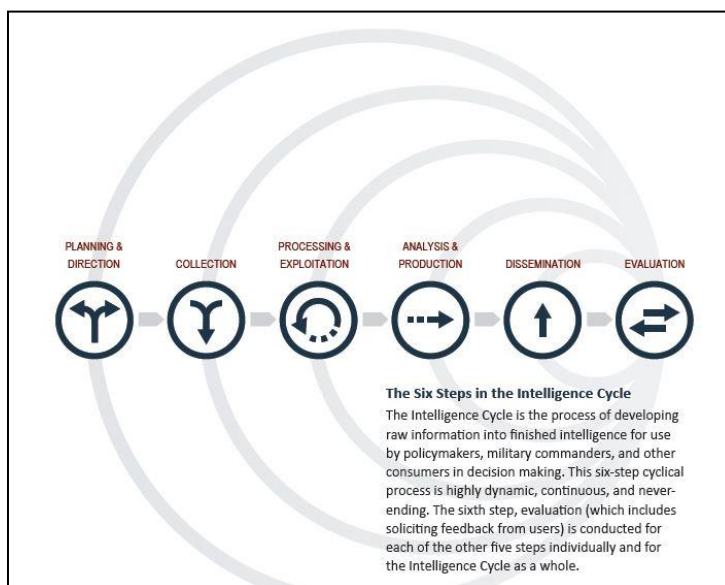 PLANNING &
DIRECTION
COLLECTION
PROCESSING &
EXPLOITATION
ANALYSIS &
PRODUCTION
DISSEMINATION
EVALUATION
The Six Steps in the Intelligence Cycle
The Intelligence Cycle is the process of developing
raw information into finished intelligence for use
by policymakers, military commanders, and other
consumers in decision making. This six-step cyclical
process is highly dynamic, continuous, and never-
ending. The sixth step, evaluation (which includes
soliciting feedback from users) is conducted for
each of the other five steps individually and for
the Intelligence Cycle as a whole.